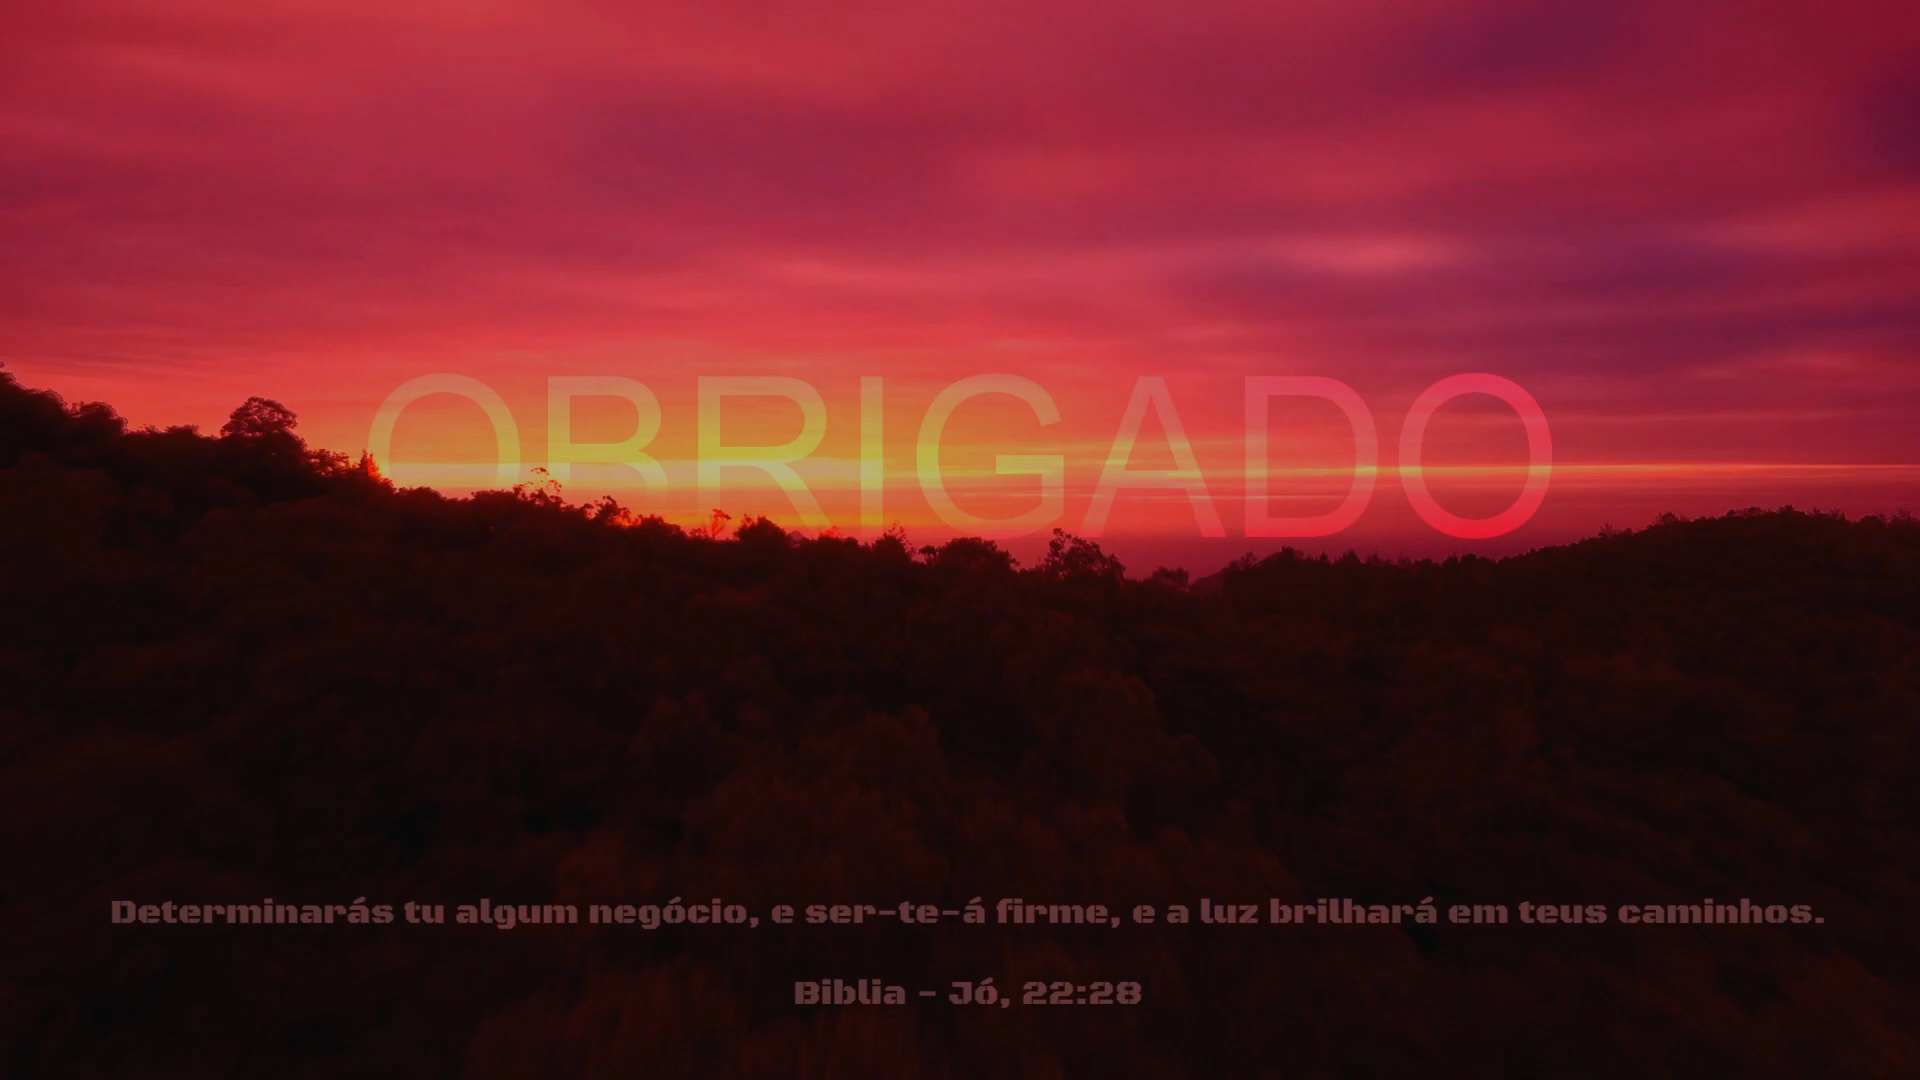 OBRIGADO
Determinarás tu algum negócio, e ser-te-á firme, e a luz brilhará em teus caminhos.
Biblia - Jó, 22:28